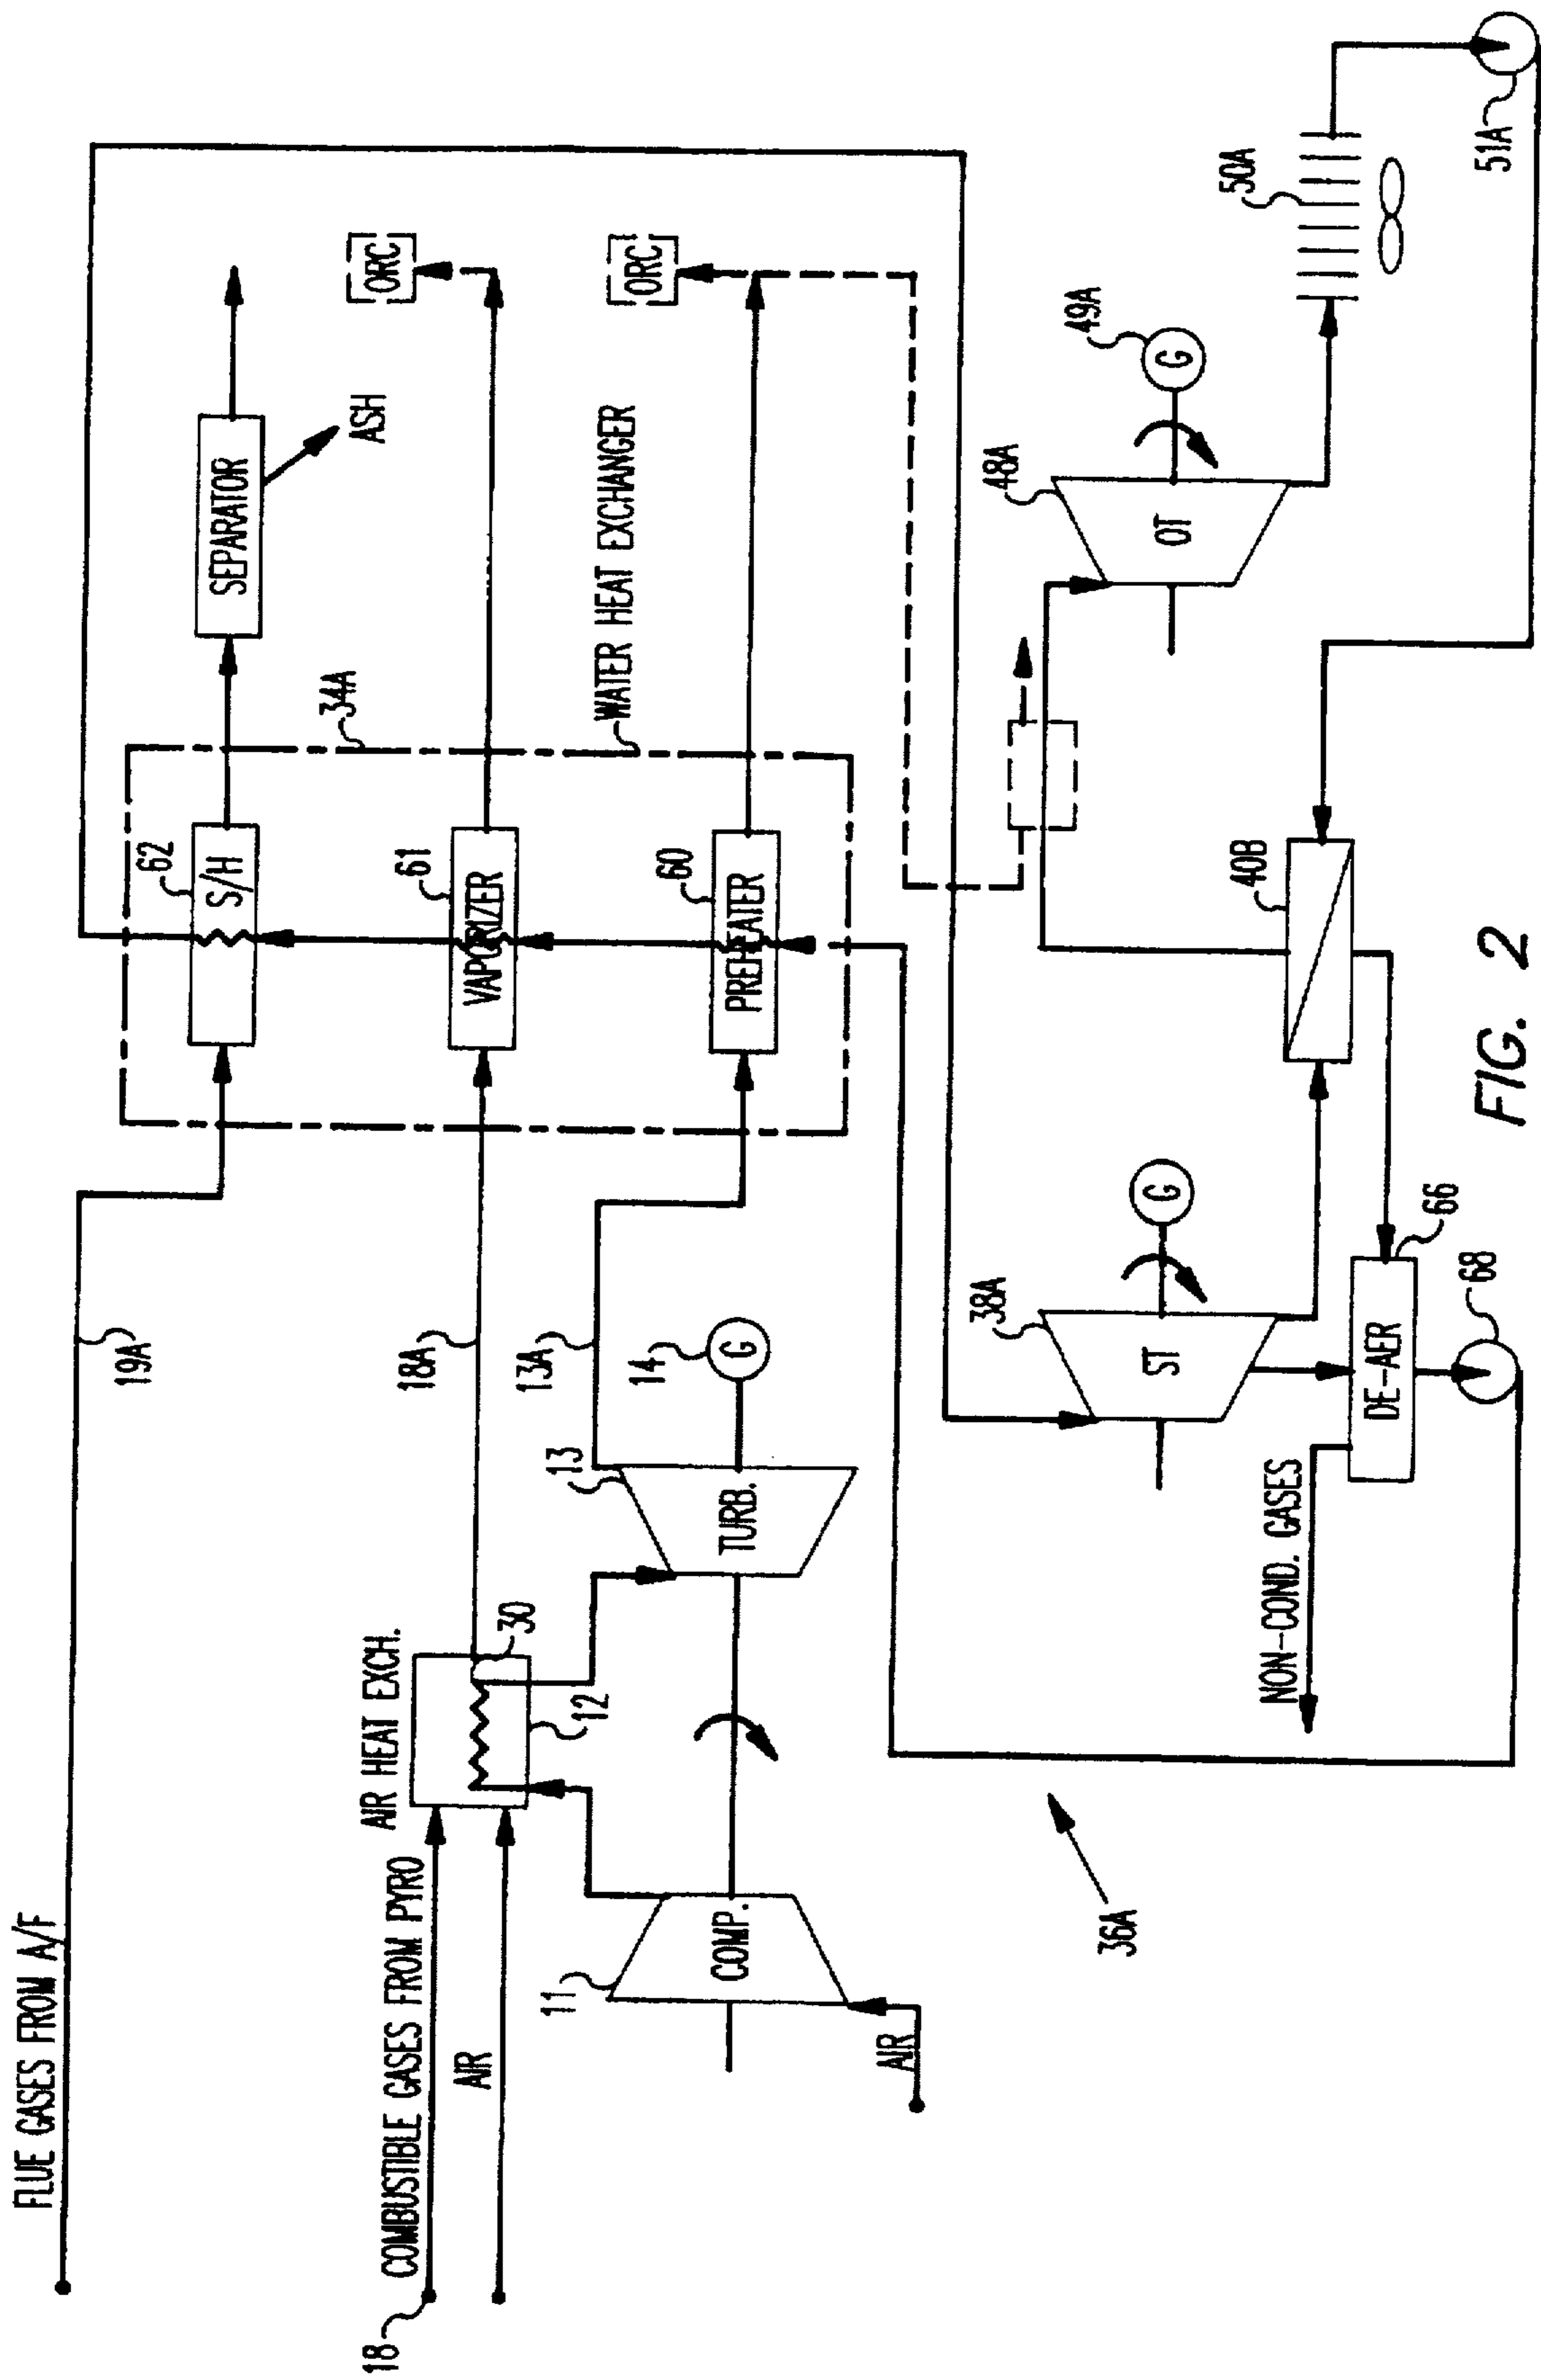 FLUE GASES FROM A/F
19A
62
S/H
SEPARATOR
ASH
34A
ORC
18
COMBUSTIBLE GASES FROM PYRO
AIR
AIR HEAT EXCH.
30
12
18A
61
VAPORIZER
WATER HEAT EXCHANGER
ORC
11
COMP.
AIR
13
TURB.
14
G
13A
60
PREHEATER
36A
38A
ST
G
48A
OT
49A
G
50A
51A
NON-COND. GASES
DE-AER
66
68
40B
FIG. 2